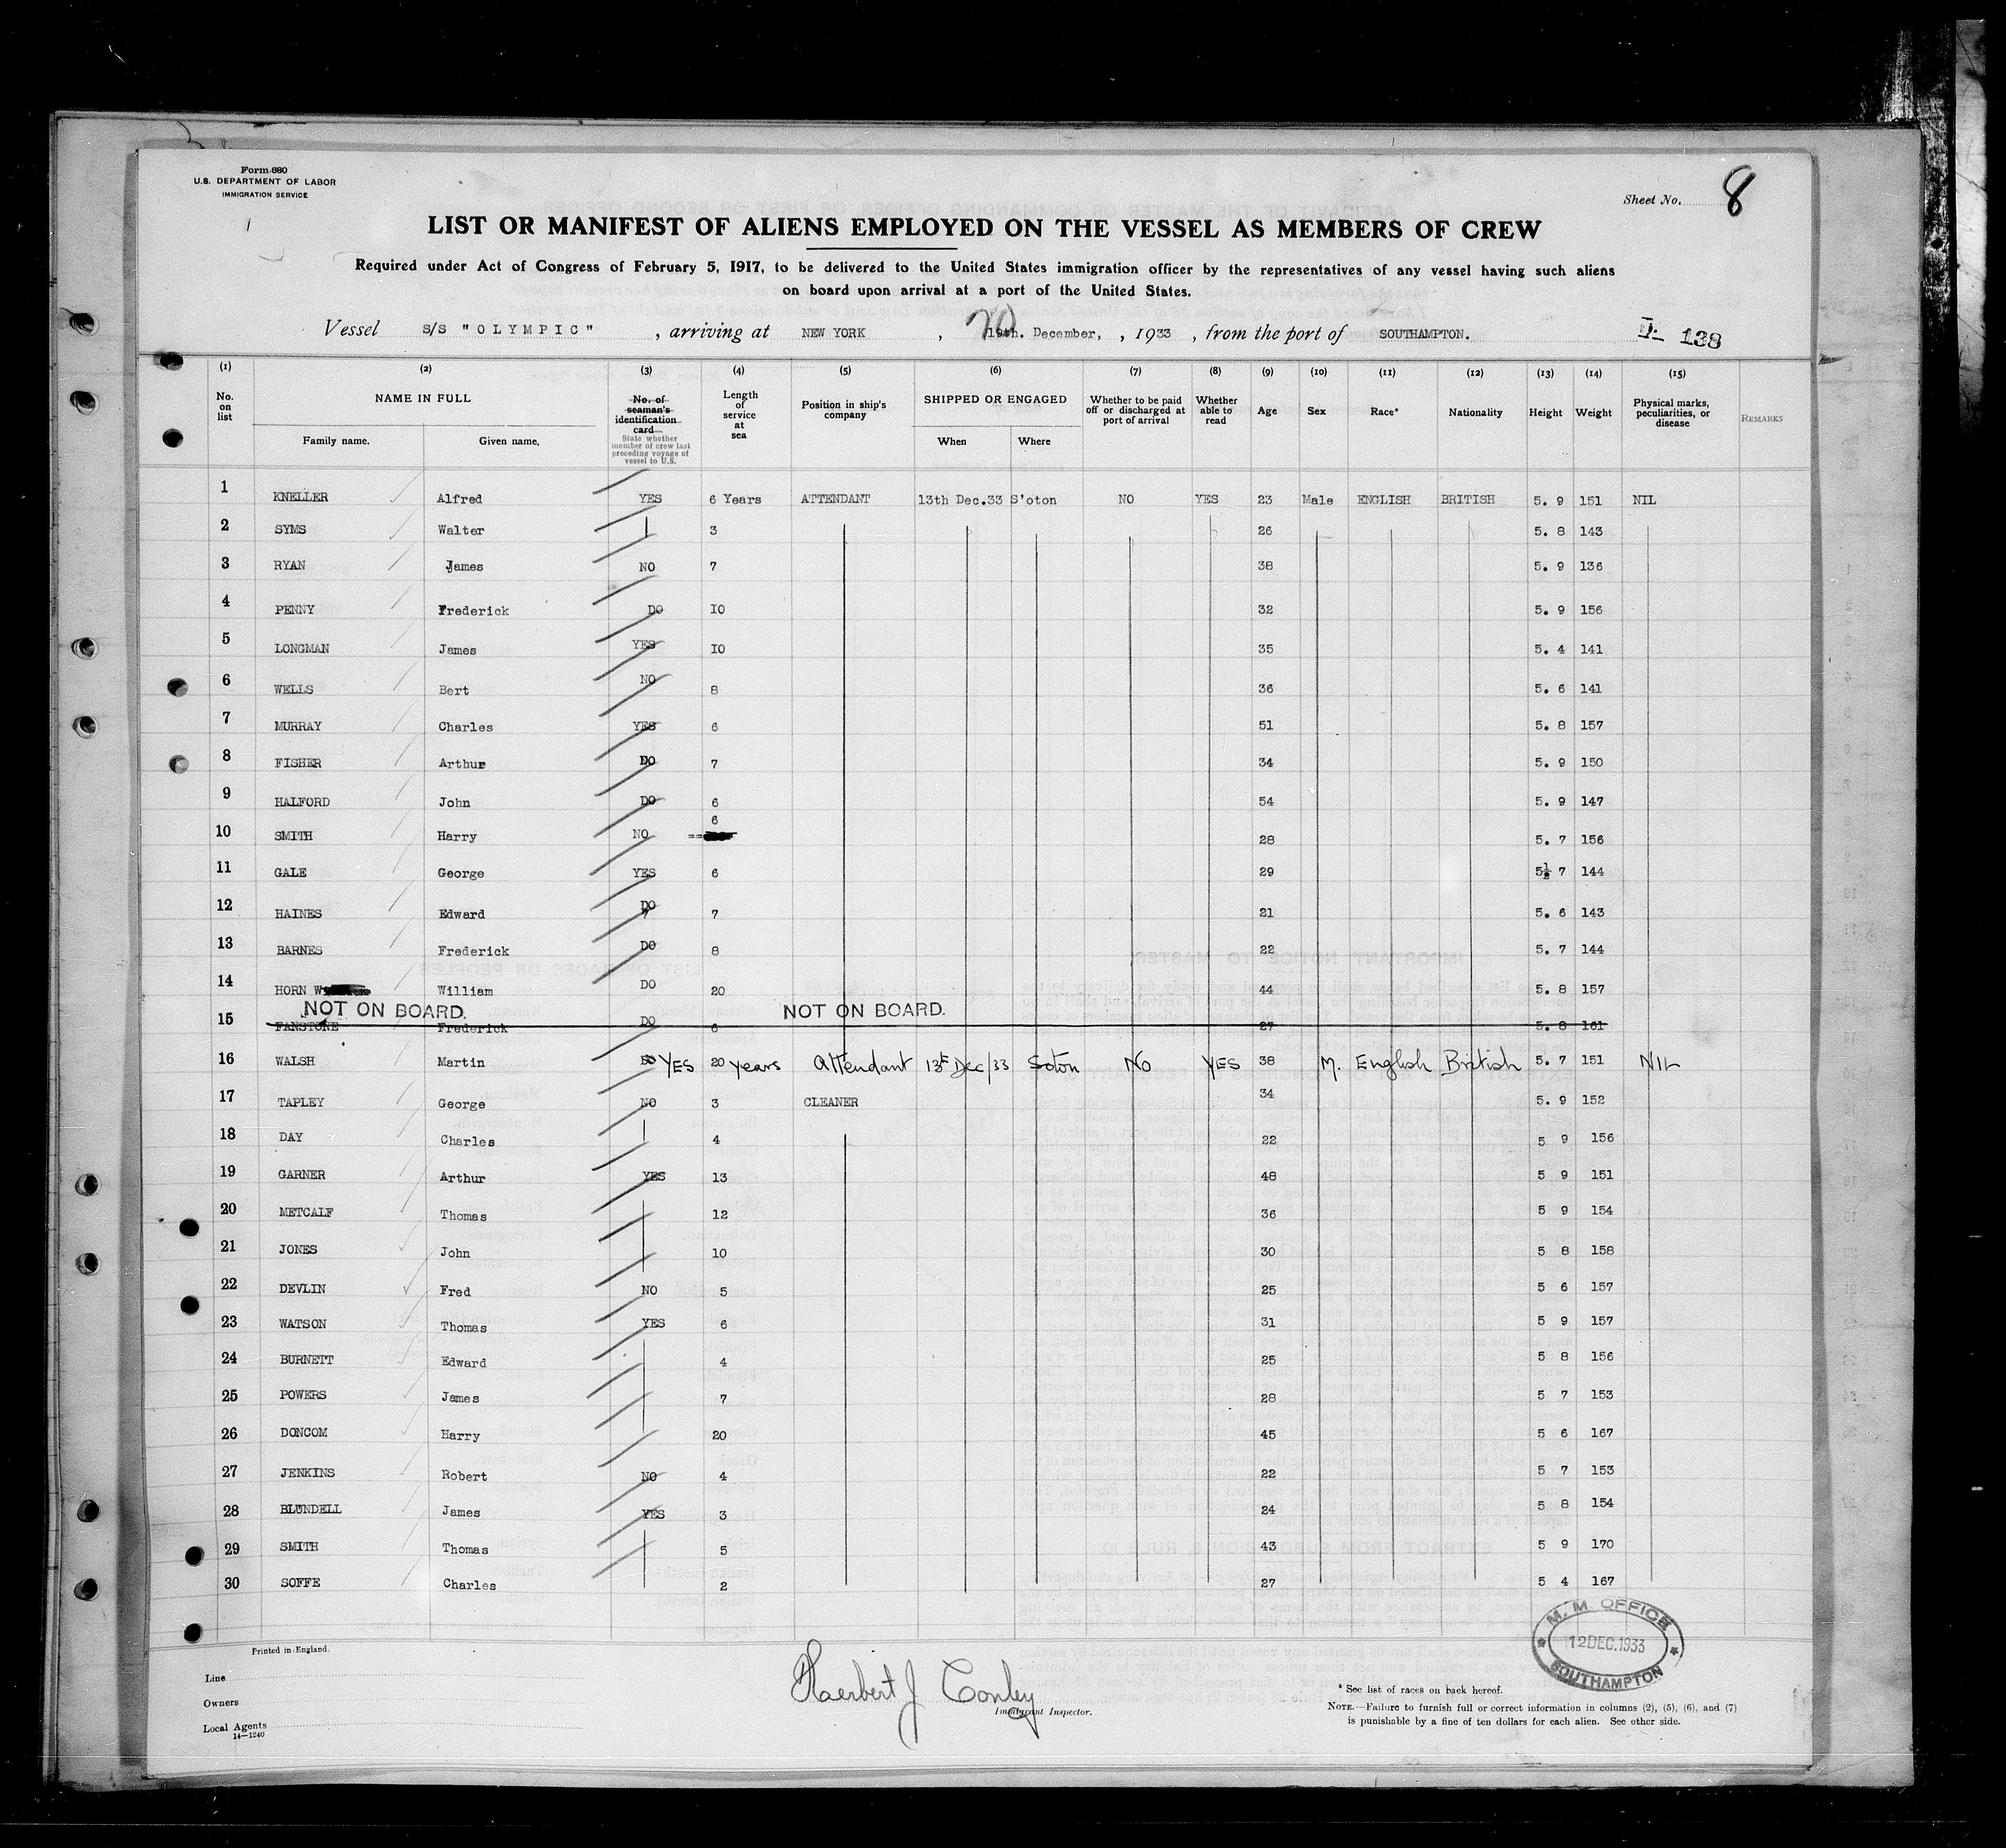 Form 680
U.S. DEPARTMENT OF LABOR
IMMIGRATION SERVICE
Sheet No. 8
LIST OR MANIFEST OF ALIENS EMPLOYED ON THE VESSEL AS MEMBERS OF CREW
Required under Act of Congress of February 5, 1917, to be delivered to the United States immigration officer by the representatives of any vessel having such aliens
on board upon arrival at a port of the United States.
Vessel S/S "OLYMPIC", arriving at NEW YORK, 20 19th. December, , 1933, from the port of SOUTHAMPTON. 138
(1) (2) (3) (4) (5) (6) (7) (8) (9) (10) (11) (12) (13) (14) (15)
No. on list NAME IN FULL Family name. Given name. No. of seaman's identification card State whether member of crew last preceding voyage of vessel to U.S. Length of service at sea Position in ship's company SHIPPED OR ENGAGED When Where Whether to be paid off or discharged at port of arrival Whether able to read Age Sex Race* Nationality Height Weight Physical marks, peculiarities, or disease REMARKS
1 KNELLER Alfred YES 6 Years ATTENDANT 13th Dec.33 S'oton NO YES 23 Male ENGLISH BRITISH 5. 9 151 NIL
2 SYMS Walter 3 26 5. 8 143
3 RYAN James NO 7 38 5. 9 136
4 PENNY Frederick DO 10 32 5. 9 156
5 LONGMAN James YES 10 35 5. 4 141
6 WELLS Bert NO 8 36 5. 6 141
7 MURRAY Charles YES 6 51 5. 8 157
8 FISHER Arthur DO 7 34 5. 9 150
9 HALFORD John DO 6 54 5. 9 147
10 SMITH Harry NO 6 28 5. 7 156
11 GALE George YES 6 29 5½ 7 144
12 HAINES Edward DO 7 21 5. 6 143
13 BARNES Frederick DO 8 22 5. 7 144
14 HORN William DO 20 44 5. 8 157
NOT ON BOARD. NOT ON BOARD.
15 FANSTONE Frederick DO 6 27 5. 8 161
16 WALSH Martin DO YES 20 years Attendant 13th Dec/33 Soton No YES 38 M. English British 5. 7 151 NIL
17 TAPLEY George NO 3 CLEANER 34 5. 9 152
18 DAY Charles 4 22 5 9 156
19 GARNER Arthur YES 13 48 5 9 151
20 METCALF Thomas 12 36 5 9 154
21 JONES John 10 30 5 8 158
22 DEVLIN Fred NO 5 25 5 6 157
23 WATSON Thomas YES 6 31 5 9 157
24 BURNETT Edward 4 25 5 8 156
25 POWERS James 7 28 5 7 153
26 DONCOM Harry 20 45 5 6 167
27 JENKINS Robert NO 4 22 5 7 153
28 BLUNDELL James YES 3 24 5 8 154
29 SMITH Thomas 5 43 5 9 170
30 SOFFE Charles 2 27 5 4 167
M. M. OFFICE
12 DEC. 1933
SOUTHAMPTON
Printed in England.
Line
Owners
Local Agents
14—1240
Herbert J Conley
Immigrant Inspector.
* See list of races on back hereof.
NOTE.—Failure to furnish full or correct information in columns (2), (5), (6), and (7)
is punishable by a fine of ten dollars for each alien. See other side.